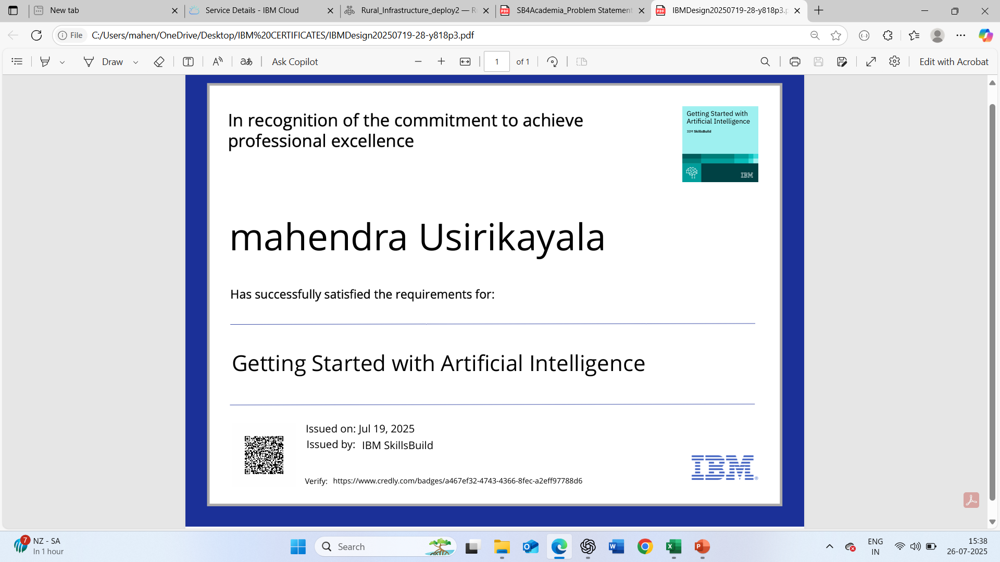 New tab
Service Details - IBM Cloud
Rural_Infrastructure_deploy2 —
SB4Academia_Problem Statement
IBMDesign20250719-28-y818p3.p
File
C:/Users/mahen/OneDrive/Desktop/IBM%20CERTIFICATES/IBMDesign20250719-28-y818p3.pdf
Draw
T
A
aあ
Ask Copilot
1 of 1
Edit with Acrobat
In recognition of the commitment to achieve
professional excellence
Getting Started with
Artificial Intelligence
IBM SkillsBuild
IBM
mahendra Usirikayala
Has successfully satisfied the requirements for:
Getting Started with Artificial Intelligence
Issued on: Jul 19, 2025
Issued by: IBM SkillsBuild
Verify: https://www.credly.com/badges/a467ef32-4743-4366-8fec-a2eff97788d6
IBM®
7
NZ - SA
In 1 hour
Search
ENG
IN
15:38
26-07-2025